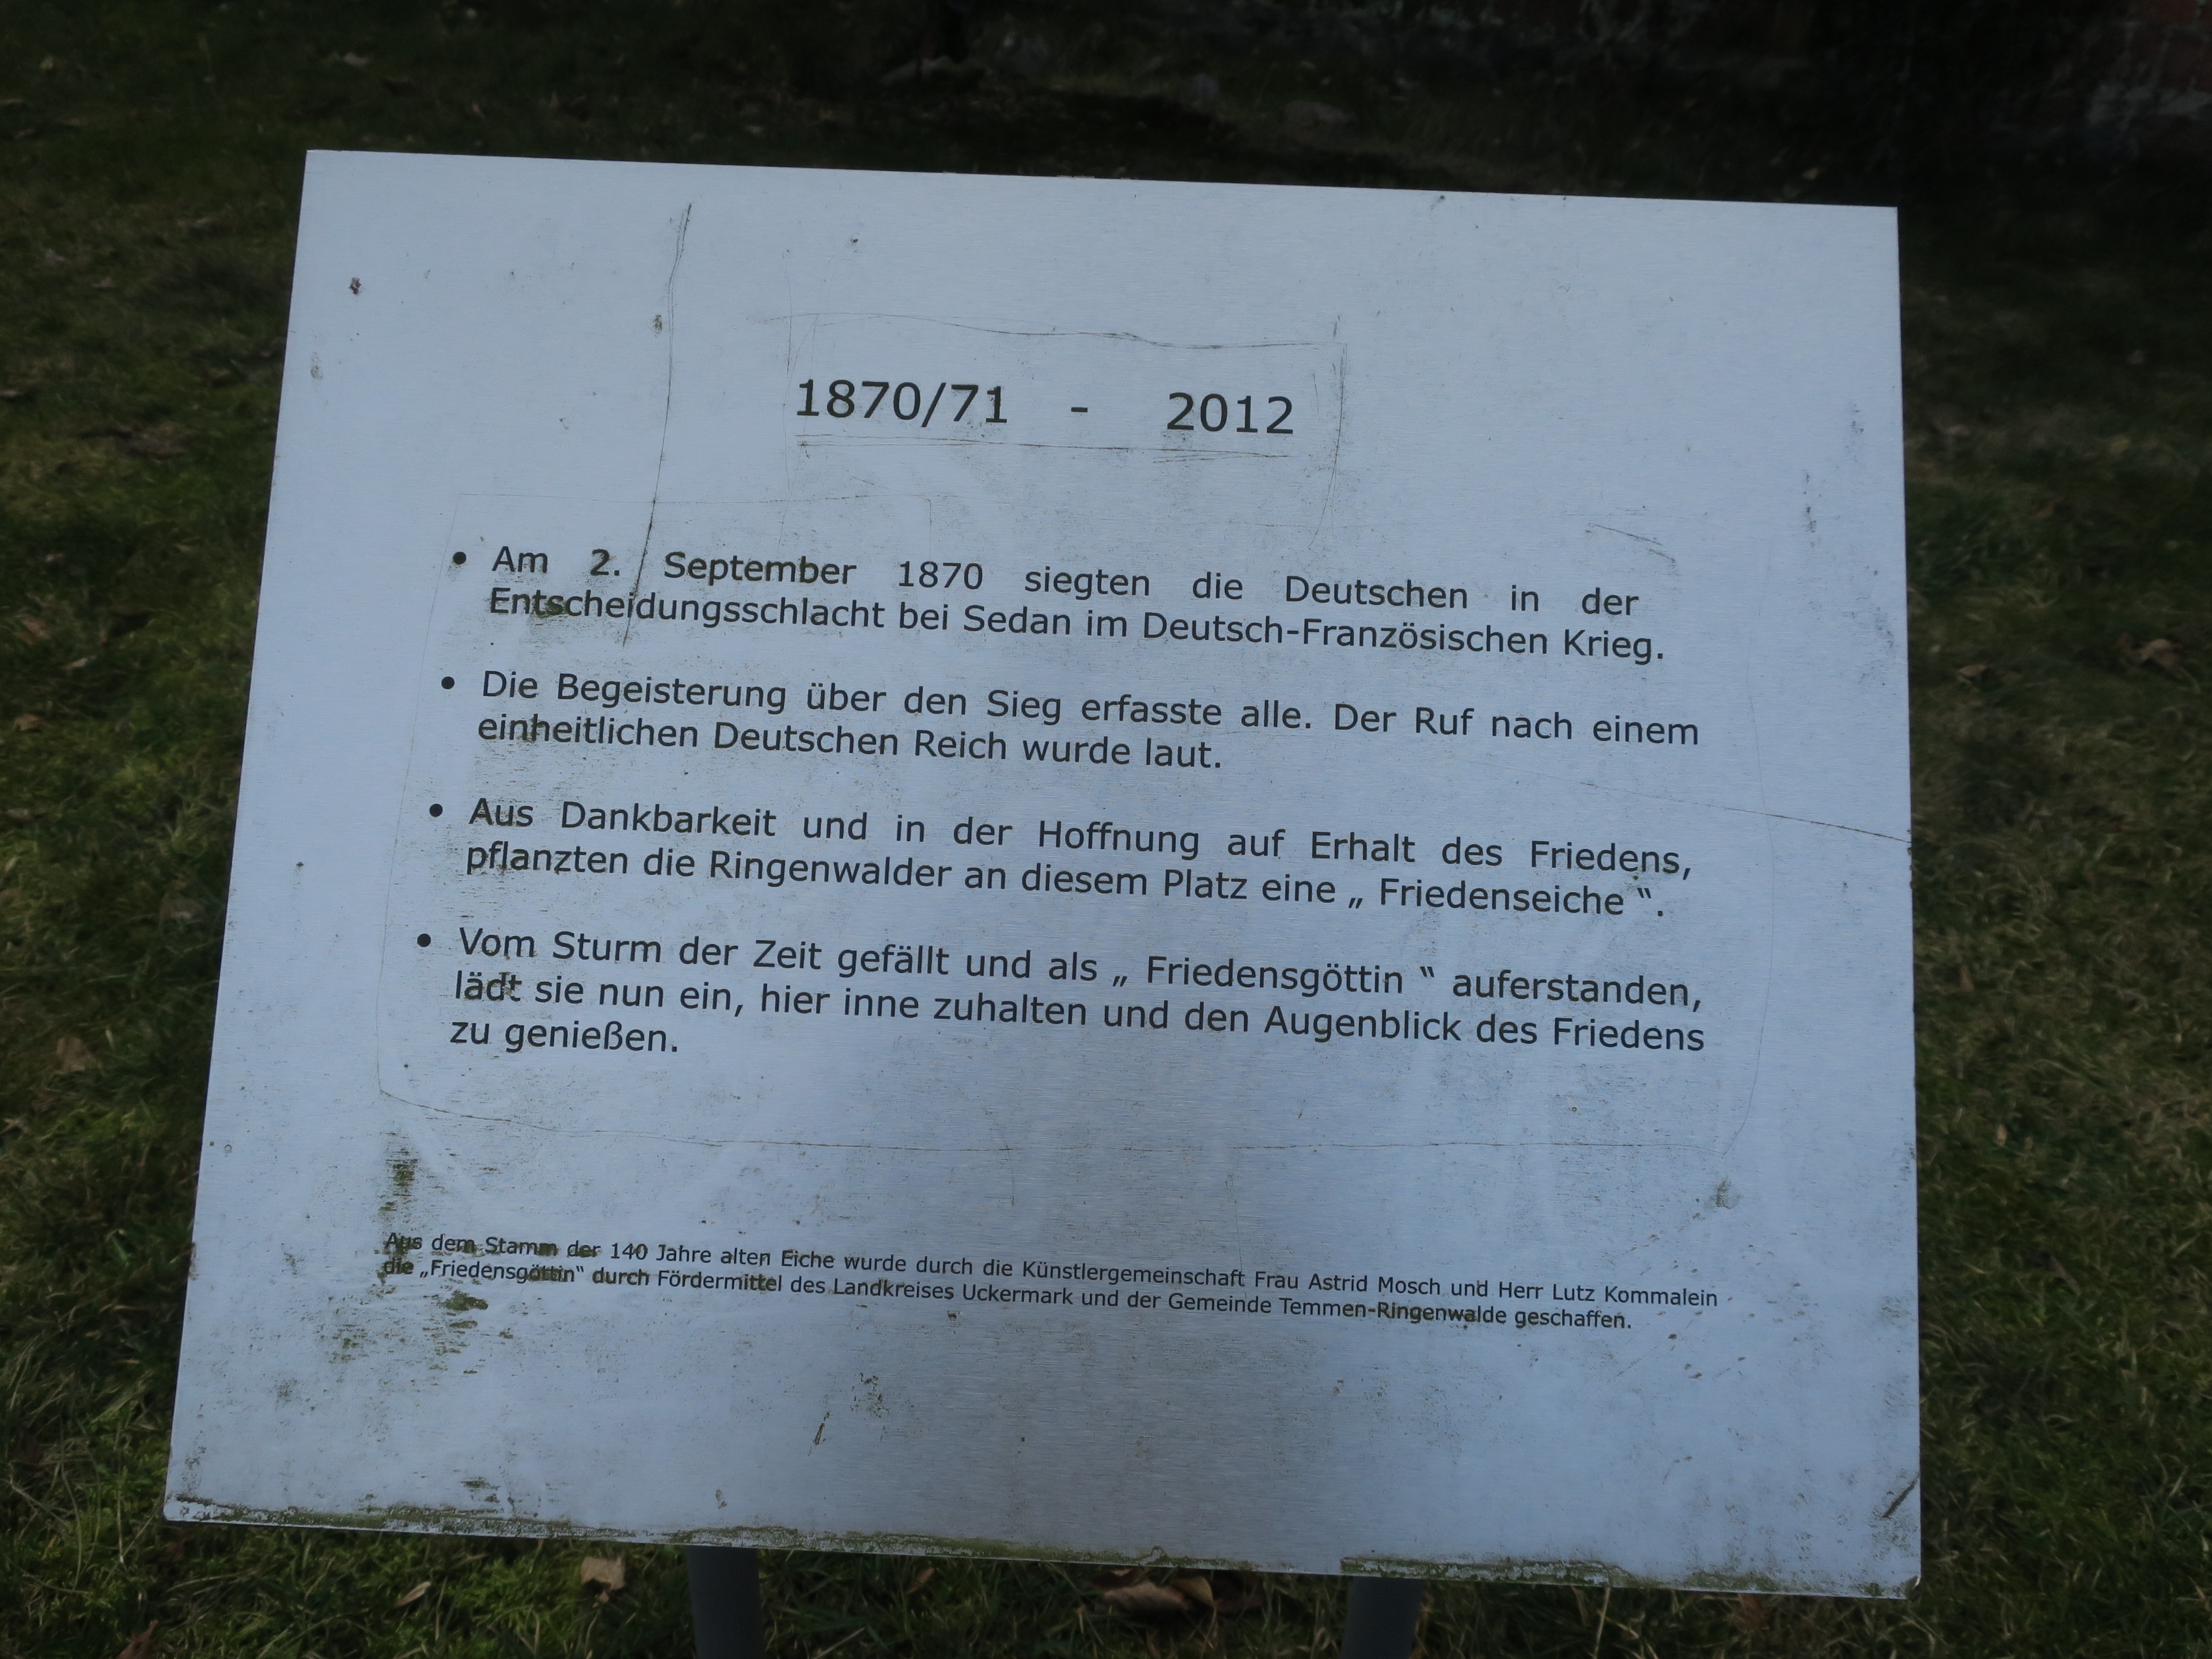 1870/71 - 2012
• Am 2. September 1870 siegten die Deutschen in der
Entscheidungsschlacht bei Sedan im Deutsch-Französischen Krieg.
• Die Begeisterung über den Sieg erfasste alle. Der Ruf nach einem
einheitlichen Deutschen Reich wurde laut.
• Aus Dankbarkeit und in der Hoffnung auf Erhalt des Friedens,
pflanzten die Ringenwalder an diesem Platz eine „ Friedenseiche “.
• Vom Sturm der Zeit gefällt und als „ Friedensgöttin “ auferstanden,
lädt sie nun ein, hier inne zuhalten und den Augenblick des Friedens
zu genießen.
Aus dem Stamm der 140 Jahre alten Eiche wurde durch die Künstlergemeinschaft Frau Astrid Mosch und Herr Lutz Kommalein
die „Friedensgöttin“ durch Fördermittel des Landkreises Uckermark und der Gemeinde Temmen-Ringenwalde geschaffen.